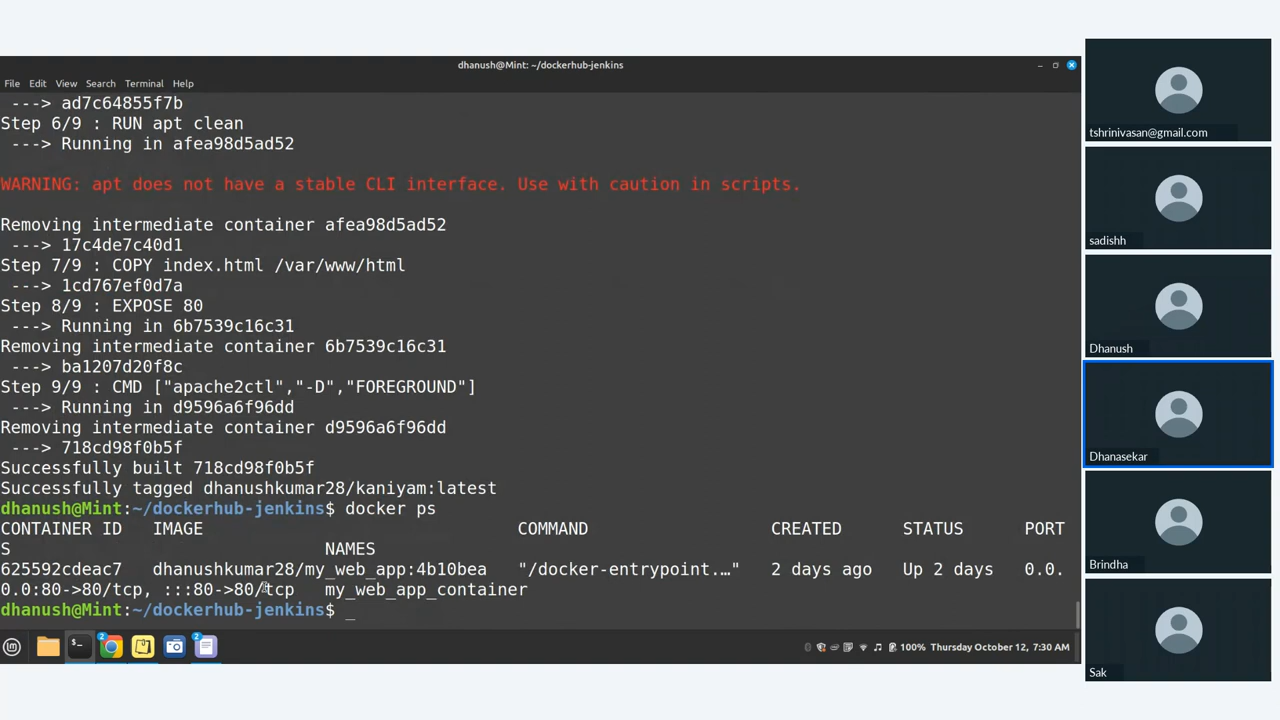 dhanush@Mint: ~/dockerhub-jenkins
File Edit View Search Terminal Help
---> ad7c64855f7b
Step 6/9 : RUN apt clean
---> Running in afea98d5ad52
WARNING: apt does not have a stable CLI interface. Use with caution in scripts.
Removing intermediate container afea98d5ad52
---> 17c4de7c40d1
Step 7/9 : COPY index.html /var/www/html
---> 1cd767ef0d7a
Step 8/9 : EXPOSE 80
---> Running in 6b7539c16c31
Removing intermediate container 6b7539c16c31
---> ba1207d20f8c
Step 9/9 : CMD ["apache2ctl","-D","FOREGROUND"]
---> Running in d9596a6f96dd
Removing intermediate container d9596a6f96dd
---> 718cd98f0b5f
Successfully built 718cd98f0b5f
Successfully tagged dhanushkumar28/kaniyam:latest
dhanush@Mint:~/dockerhub-jenkins$ docker ps
CONTAINER ID IMAGE COMMAND CREATED STATUS PORT
S NAMES
625592cdeac7 dhanushkumar28/my_web_app:4b10bea "/docker-entrypoint.…" 2 days ago Up 2 days 0.0.
0.0:80->80/tcp, :::80->80/tcp my_web_app_container
dhanush@Mint:~/dockerhub-jenkins$ _
2 2 100% Thursday October 12, 7:30 AM
tshrinivasan@gmail.com
sadishh
Dhanush
Dhanasekar
Brindha
Sak